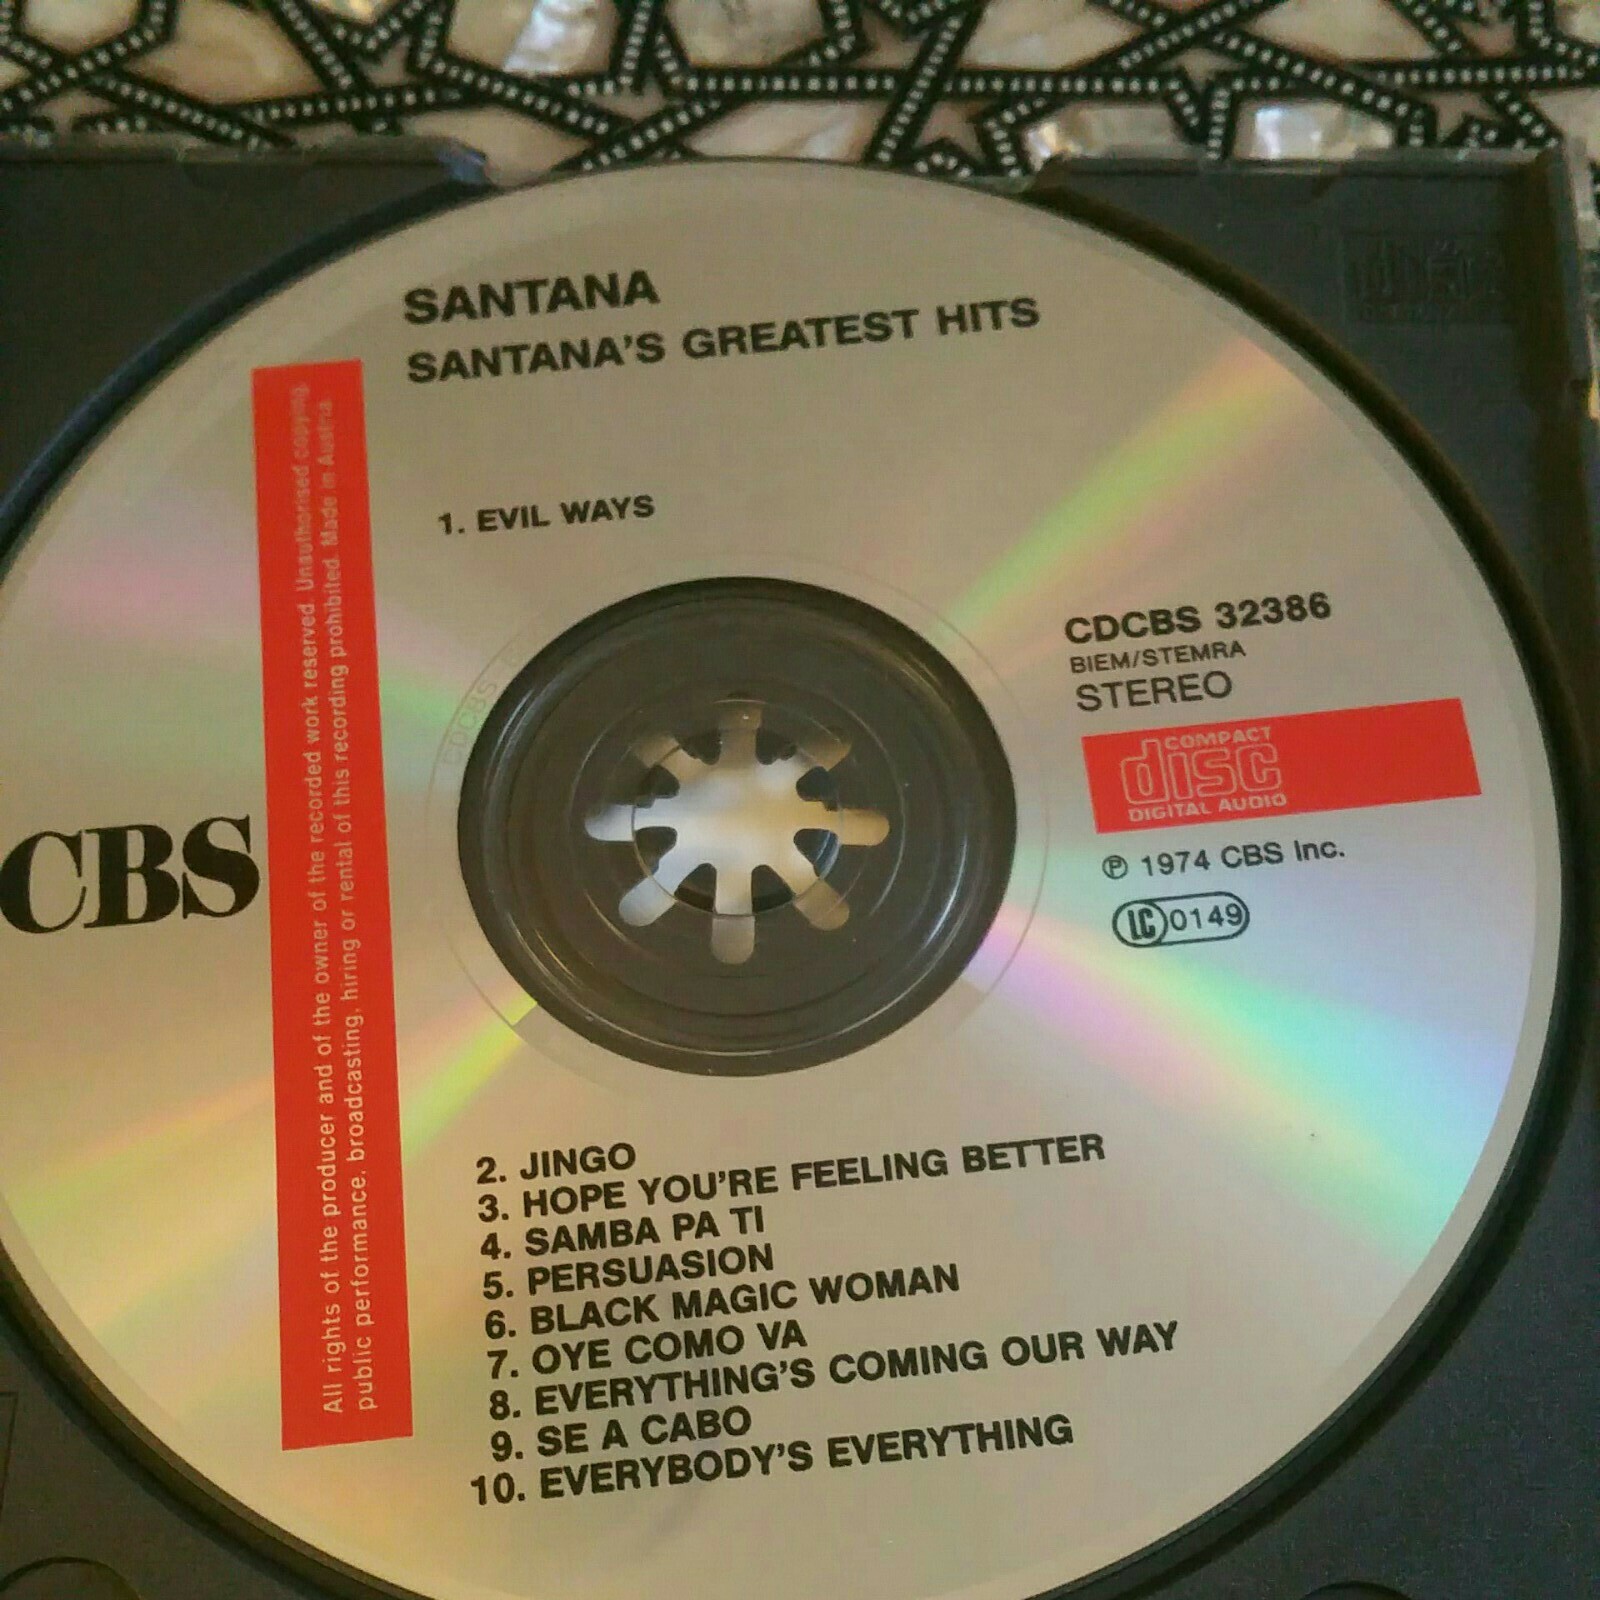 SANTANA
SANTANA'S GREATEST HITS
1. EVIL WAYS
CDCBS 32386
BIEM/STEMRA
STEREO
COMPACT
disc
DIGITAL AUDIO
℗ 1974 CBS Inc.
LC 0149
CBS
All rights of the producer and of the owner of the recorded work reserved. Unauthorised copying,
public performance, broadcasting, hiring or rental of this recording prohibited. Made in Austria.
2. JINGO
3. HOPE YOU'RE FEELING BETTER
4. SAMBA PA TI
5. PERSUASION
6. BLACK MAGIC WOMAN
7. OYE COMO VA
8. EVERYTHING'S COMING OUR WAY
9. SE A CABO
10. EVERYBODY'S EVERYTHING